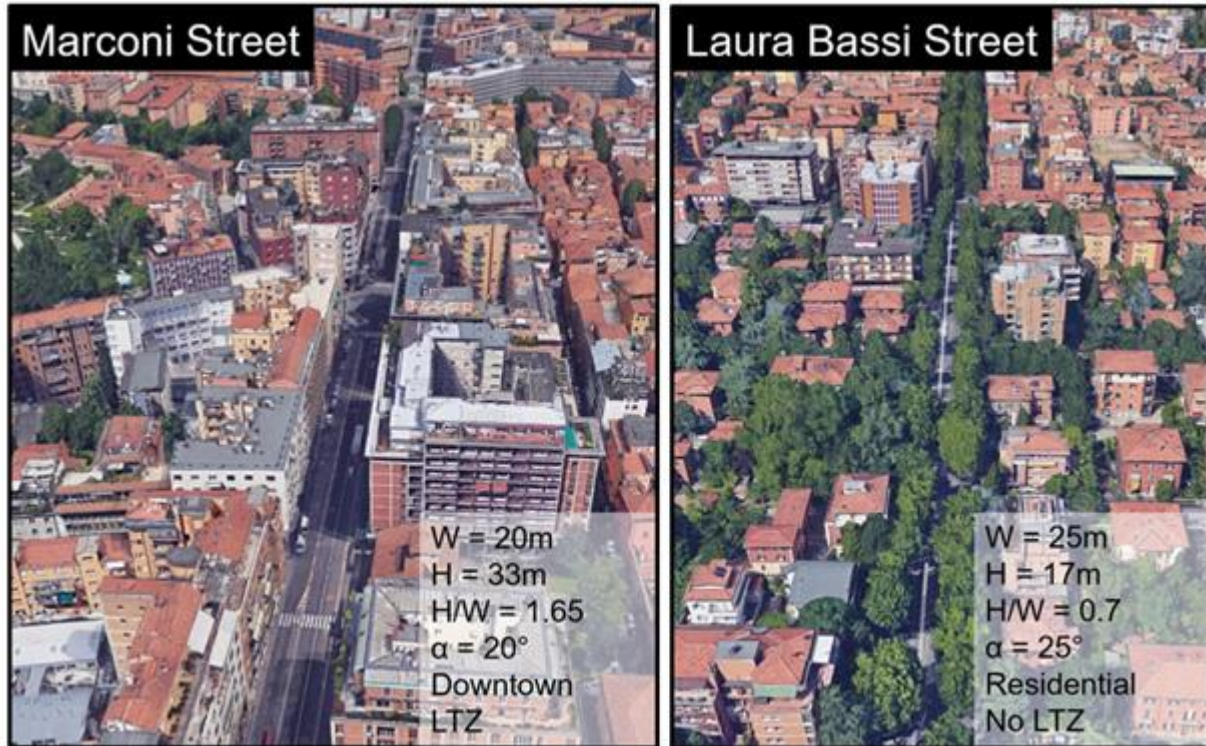 Marconi Street
W = 20m
H = 33m
H/W = 1.65
α = 20°
Downtown
LTZ
Laura Bassi Street
W = 25m
H = 17m
H/W = 0.7
α = 25°
Residential
No LTZ